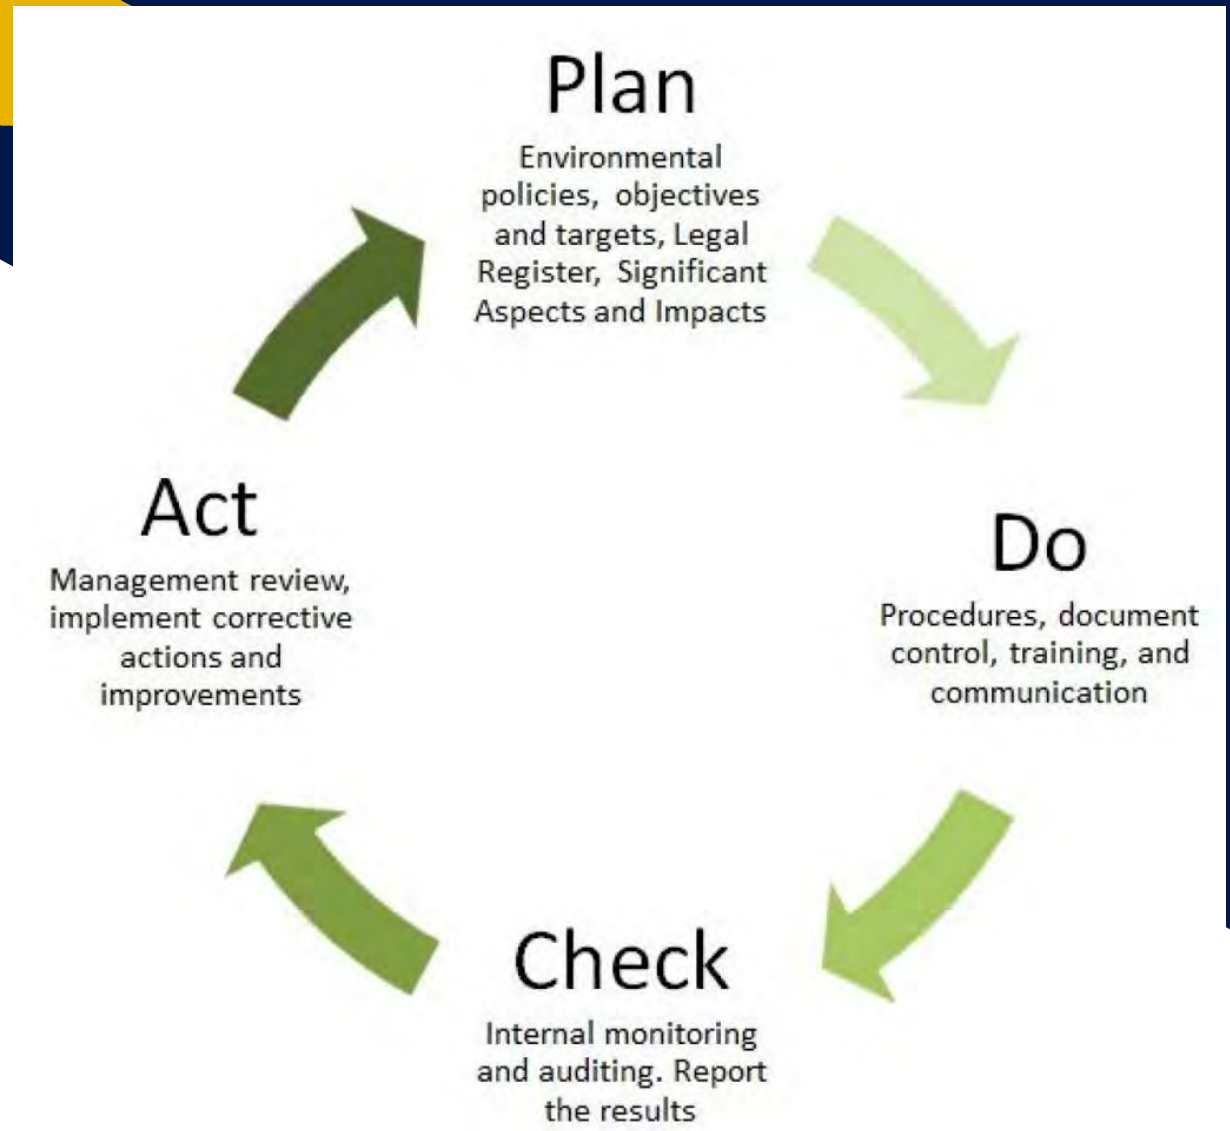 Plan
Environmental
policies, objectives
and targets, Legal
Register, Significant
Aspects and Impacts
Do
Procedures, document
control, training, and
communication
Check
Internal monitoring
and auditing. Report
the results
Act
Management review,
implement corrective
actions and
improvements